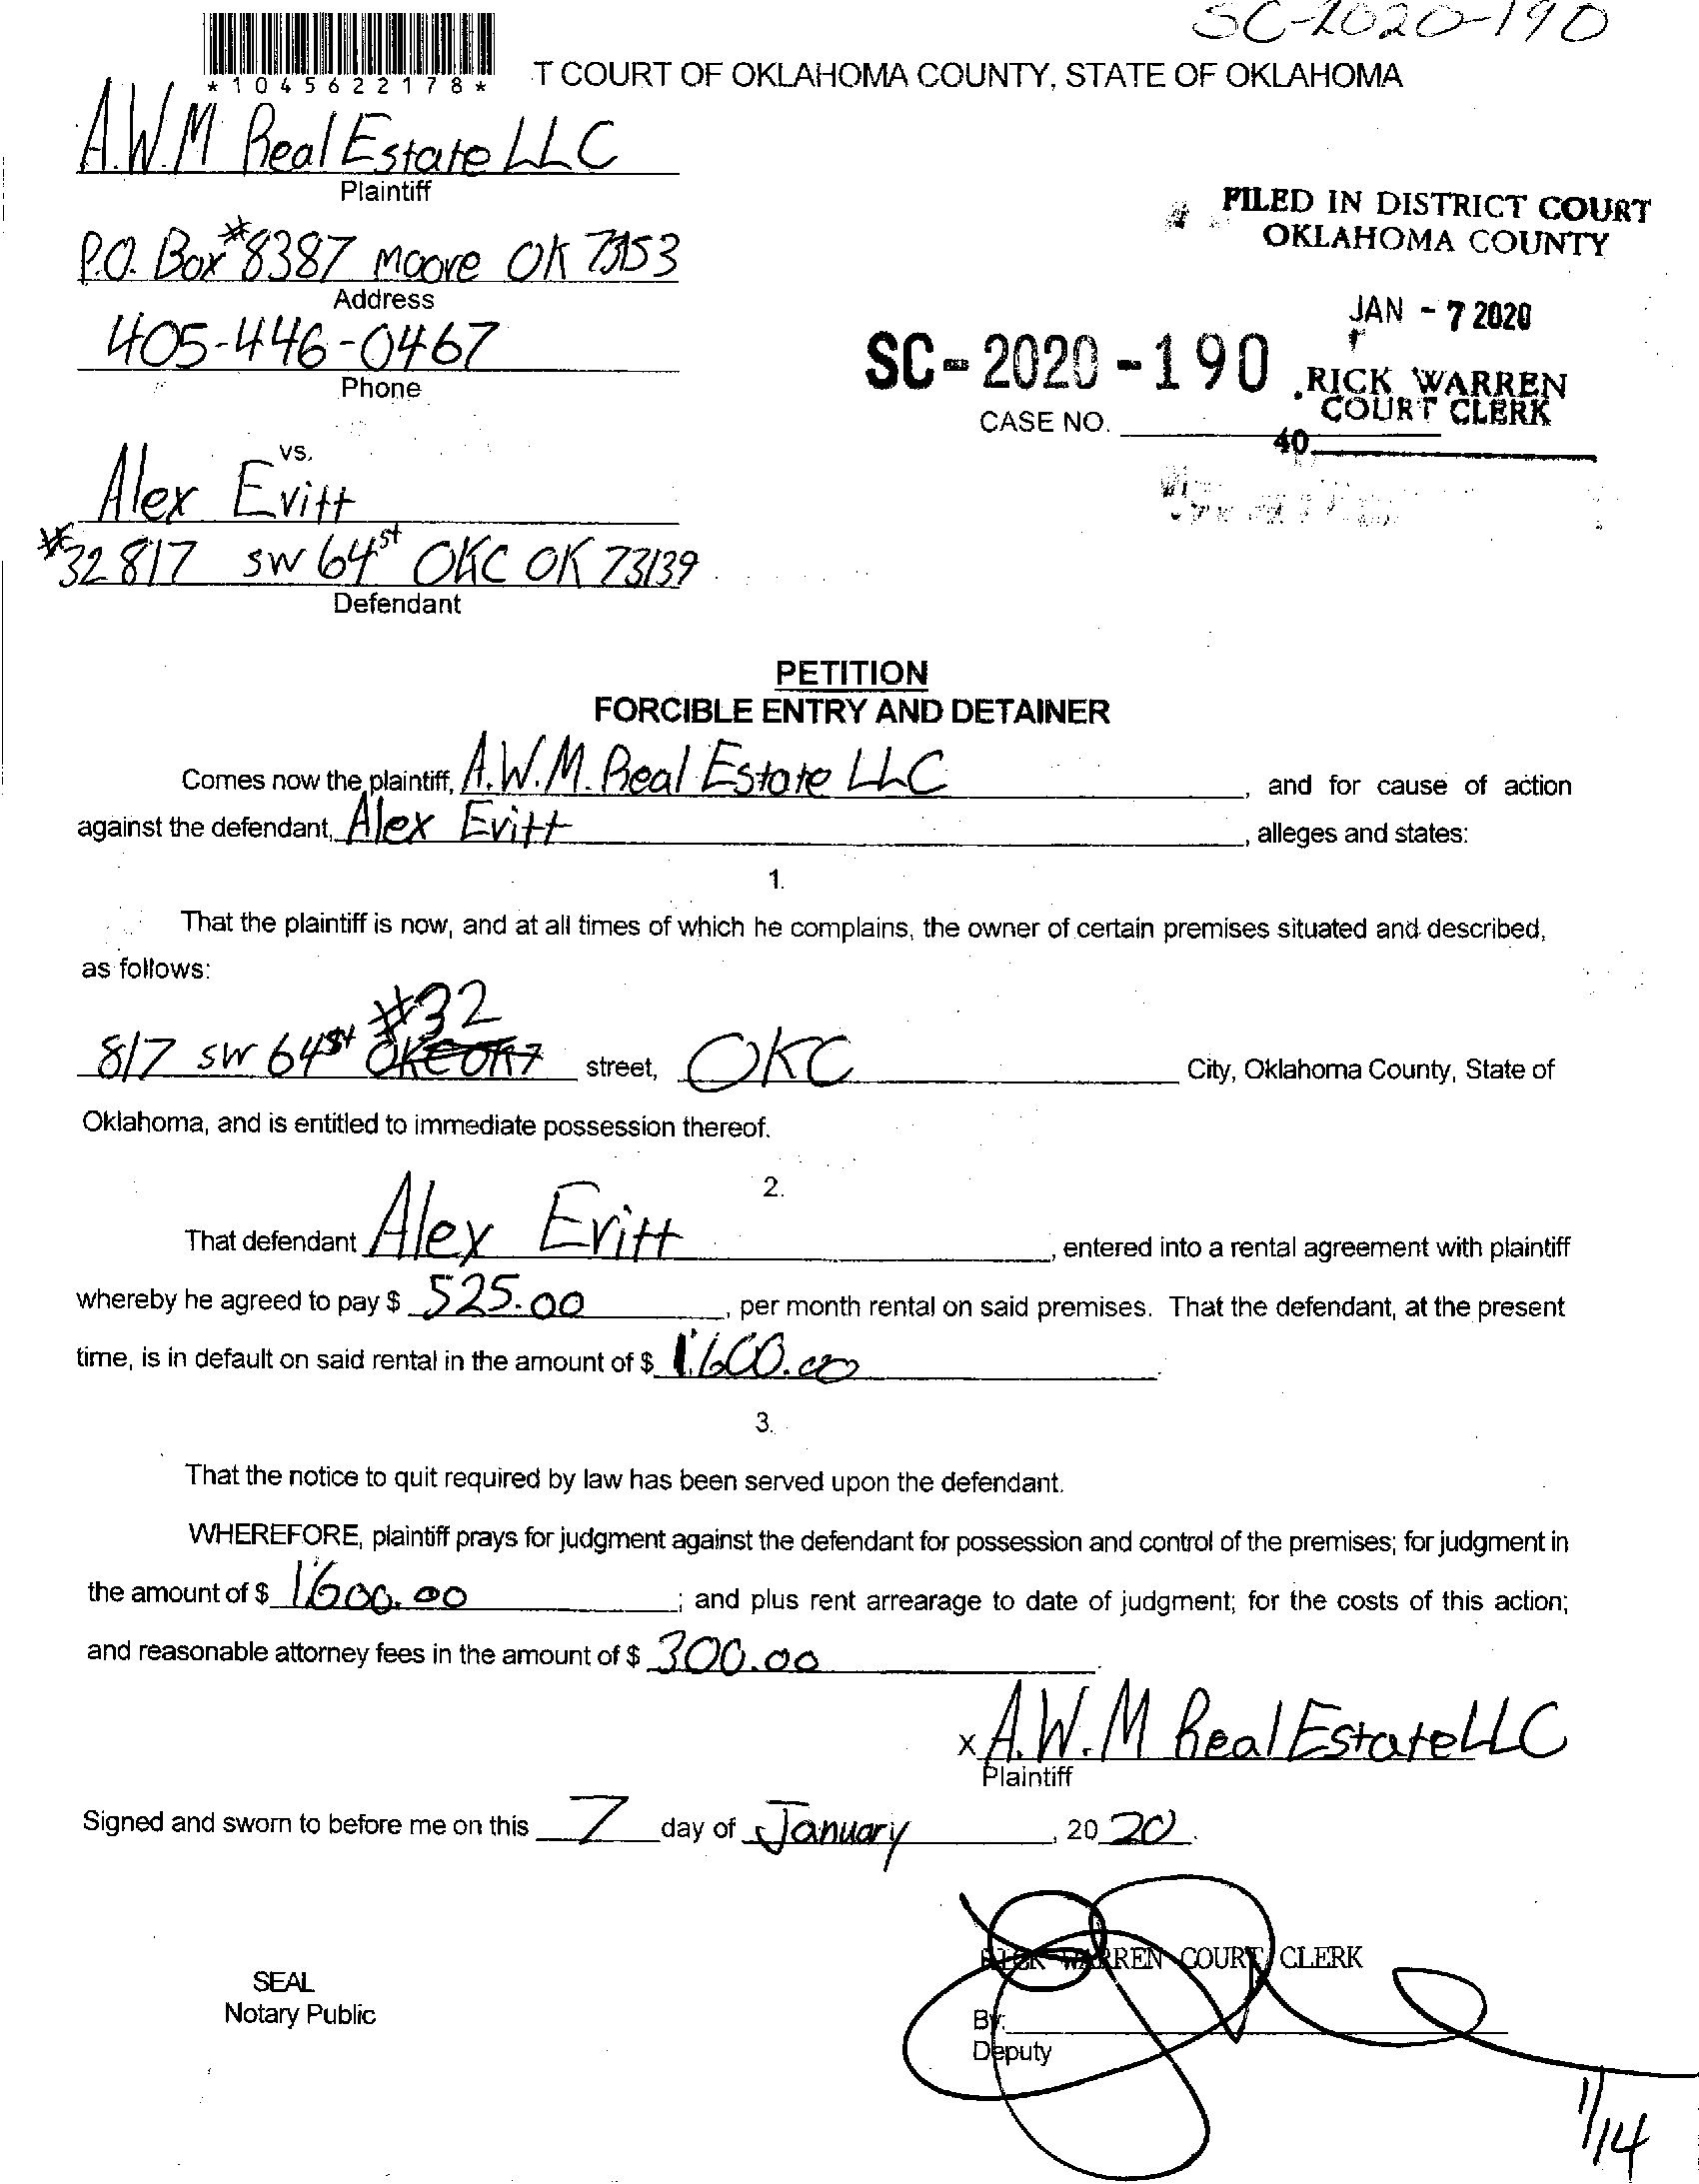 SC-2020-190
*1045622178*
T COURT OF OKLAHOMA COUNTY, STATE OF OKLAHOMA
A.W.M Real Estate LLC
Plaintiff
FILED IN DISTRICT COURT
OKLAHOMA COUNTY
P.O. Box #8387 Moore OK 73153
Address
JAN - 7 2020
405-446-0467
Phone
SC-2020-190
RICK WARREN
COURT CLERK
CASE NO.
40
vs.
Alex Evitt
#32 817 SW 64st OKC OK 73139
Defendant
PETITION
FORCIBLE ENTRY AND DETAINER
Comes now the plaintiff, A.W.M. Real Estate LLC, and for cause of action
against the defendant, Alex Evitt, alleges and states:
1.
That the plaintiff is now, and at all times of which he complains, the owner of certain premises situated and described,
as follows:
#32
817 SW 64st street, OKC City, Oklahoma County, State of
Oklahoma, and is entitled to immediate possession thereof.
2.
That defendant Alex Evitt, entered into a rental agreement with plaintiff
whereby he agreed to pay $ 525.00, per month rental on said premises. That the defendant, at the present
time, is in default on said rental in the amount of $ 1,600.00.
3.
That the notice to quit required by law has been served upon the defendant.
WHEREFORE, plaintiff prays for judgment against the defendant for possession and control of the premises; for judgment in
the amount of $ 1,600.00; and plus rent arrearage to date of judgment; for the costs of this action;
and reasonable attorney fees in the amount of $ 300.00.
x A.W.M Real Estate LLC
Plaintiff
Signed and sworn to before me on this 7 day of January, 20 20.
RICK WARREN COURT CLERK
SEAL
Notary Public
By:
Deputy
1/14